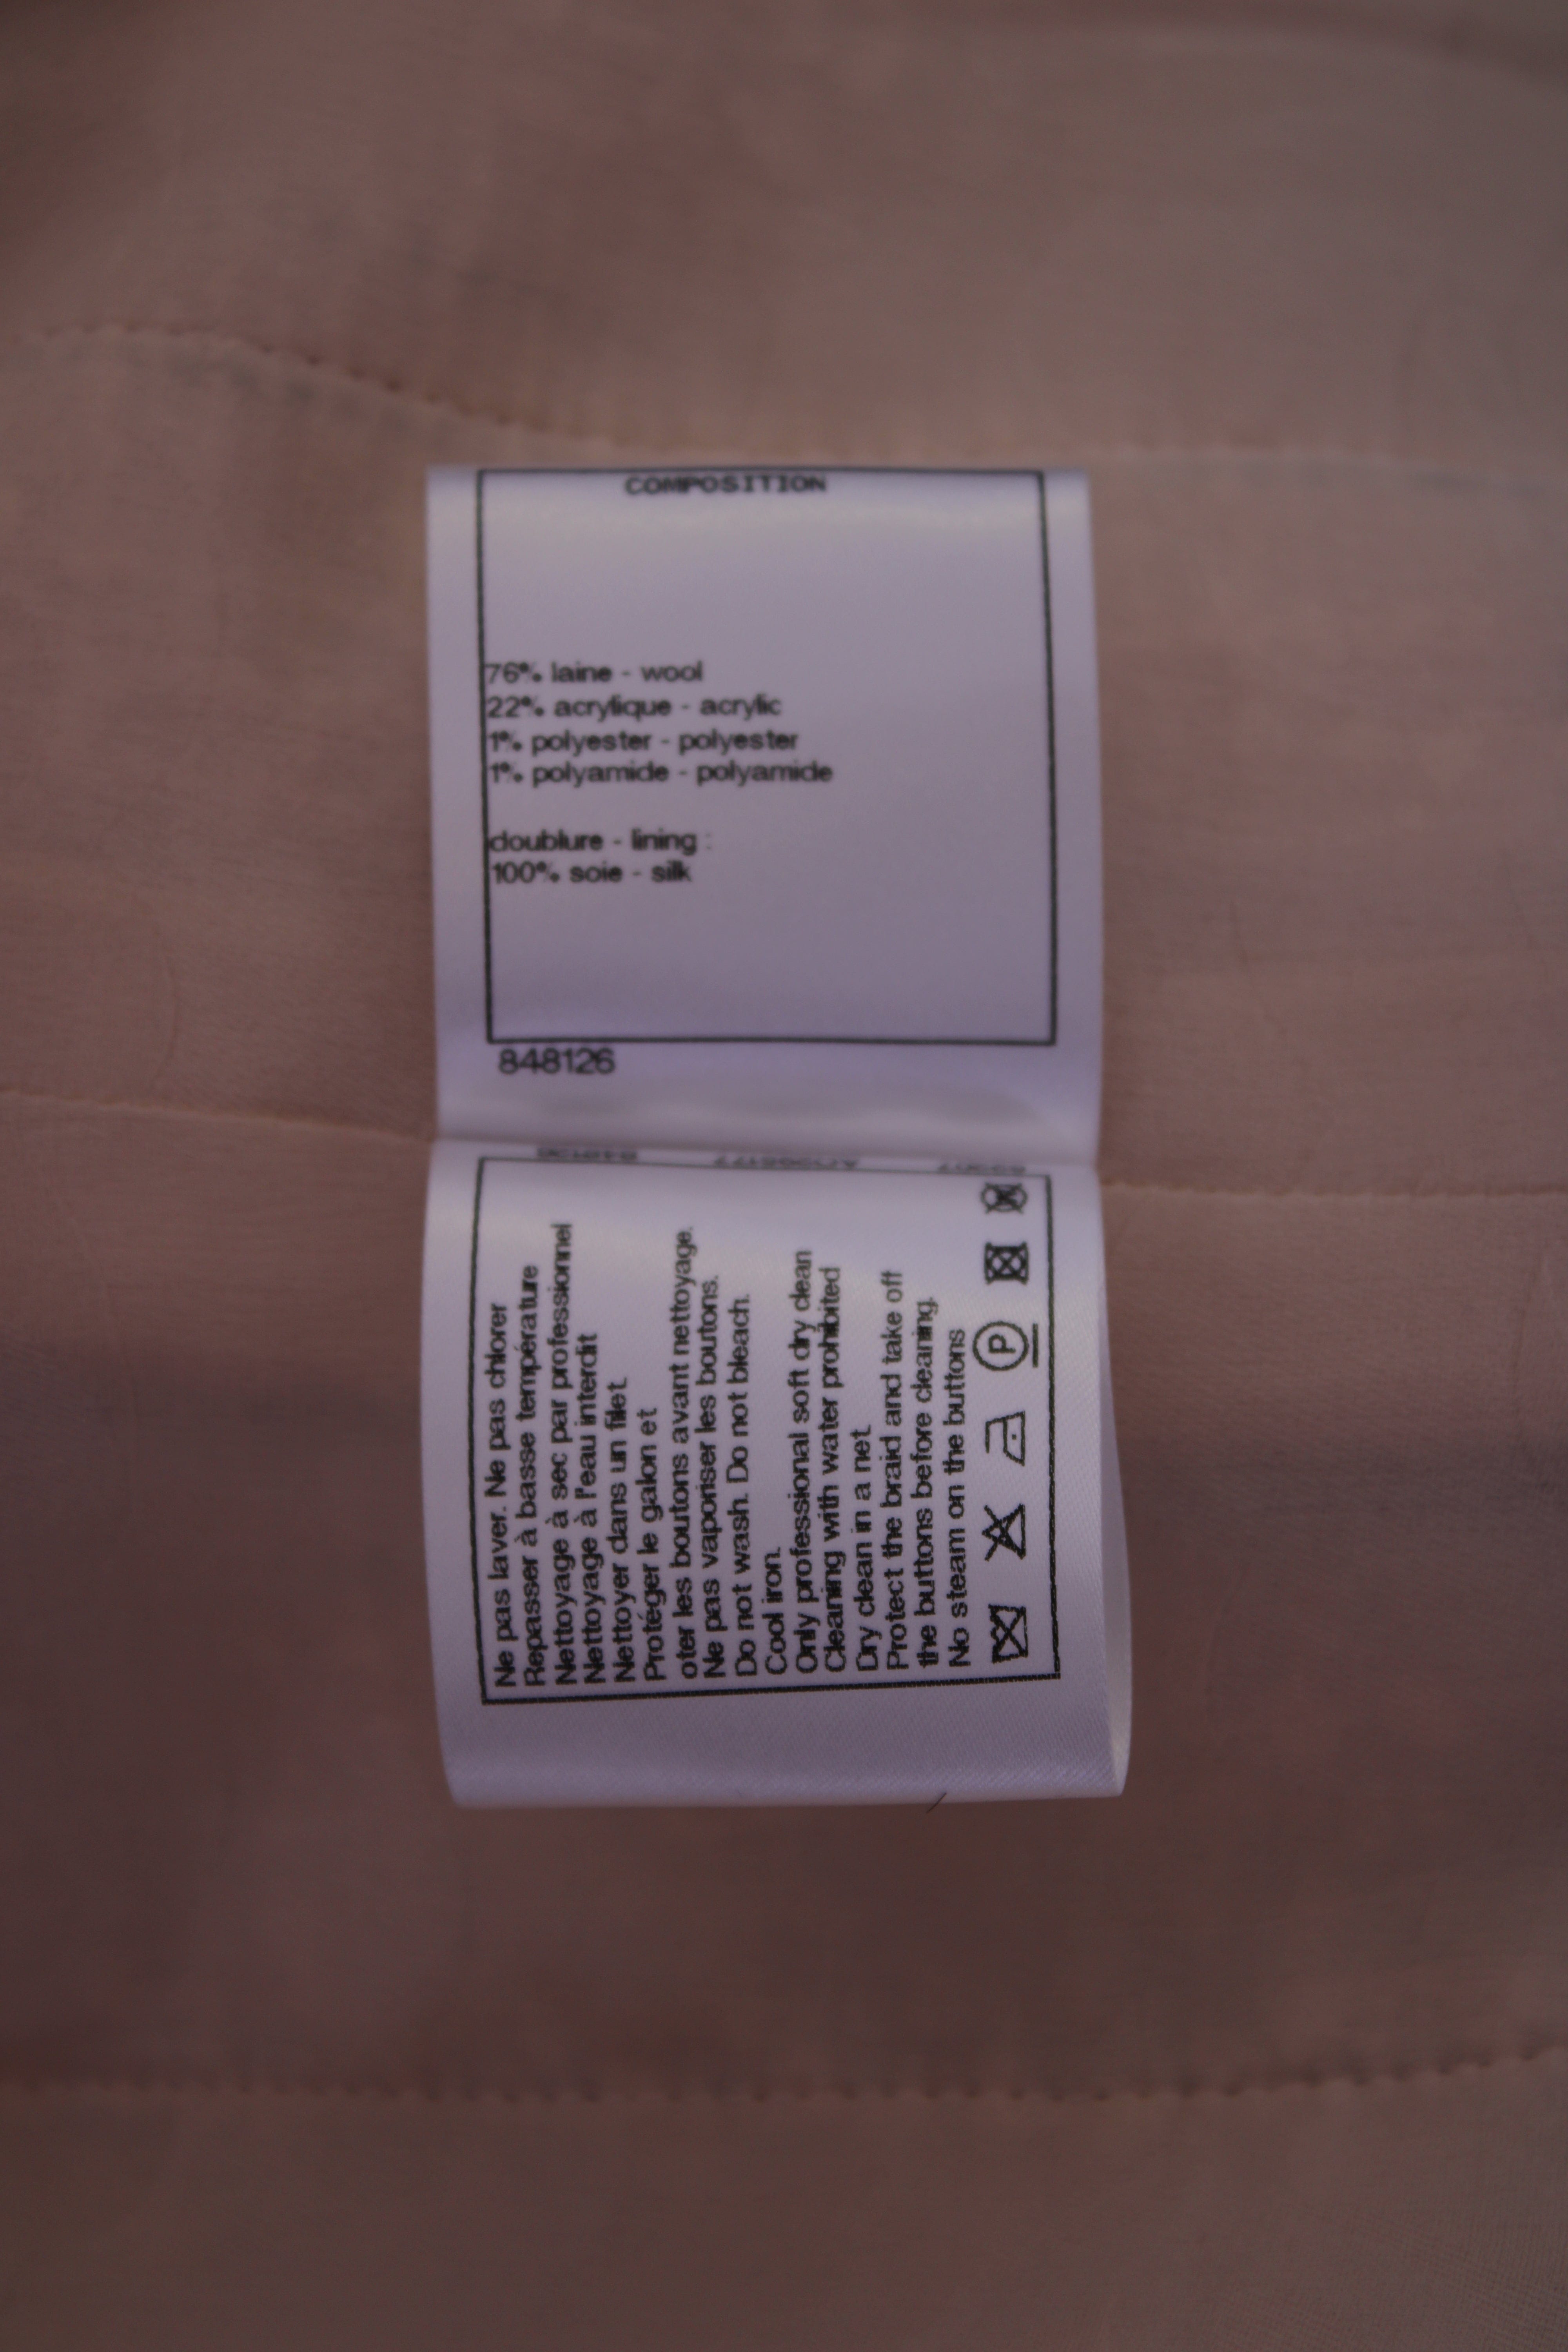 COMPOSITION
76% laine - wool
22% acrylique - acrylic
1% polyester - polyester
1% polyamide - polyamide
doublure - lining :
100% soie - silk
848126
Ne pas laver. Ne pas chlorer
Repasser à basse température
Nettoyage à sec par professionnel
Nettoyage à l'eau interdit
Nettoyer dans un filet.
Protéger le galon et
oter les boutons avant nettoyage.
Ne pas vaporiser les boutons.
Do not wash. Do not bleach.
Cool iron.
Only professional soft dry clean
Cleaning with water prohibited
Dry clean in a net.
Protect the braid and take off
the buttons before cleaning.
No steam on the buttons
P